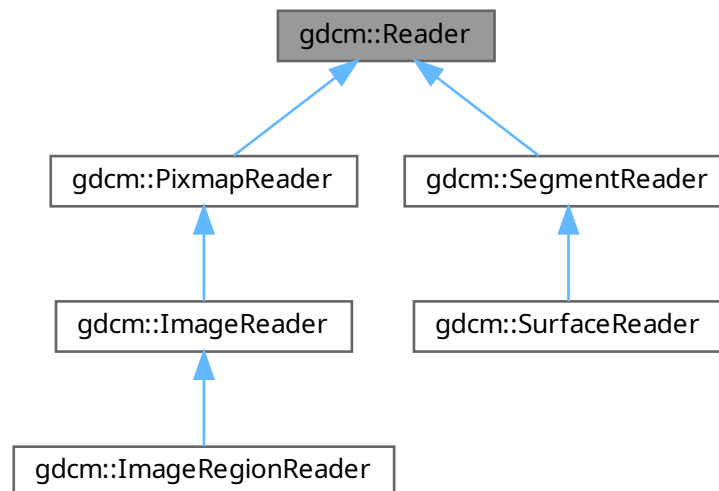 gdcm::Reader
gdcm::PixmapReader
gdcm::SegmentReader
gdcm::ImageReader
gdcm::SurfaceReader
gdcm::ImageRegionReader